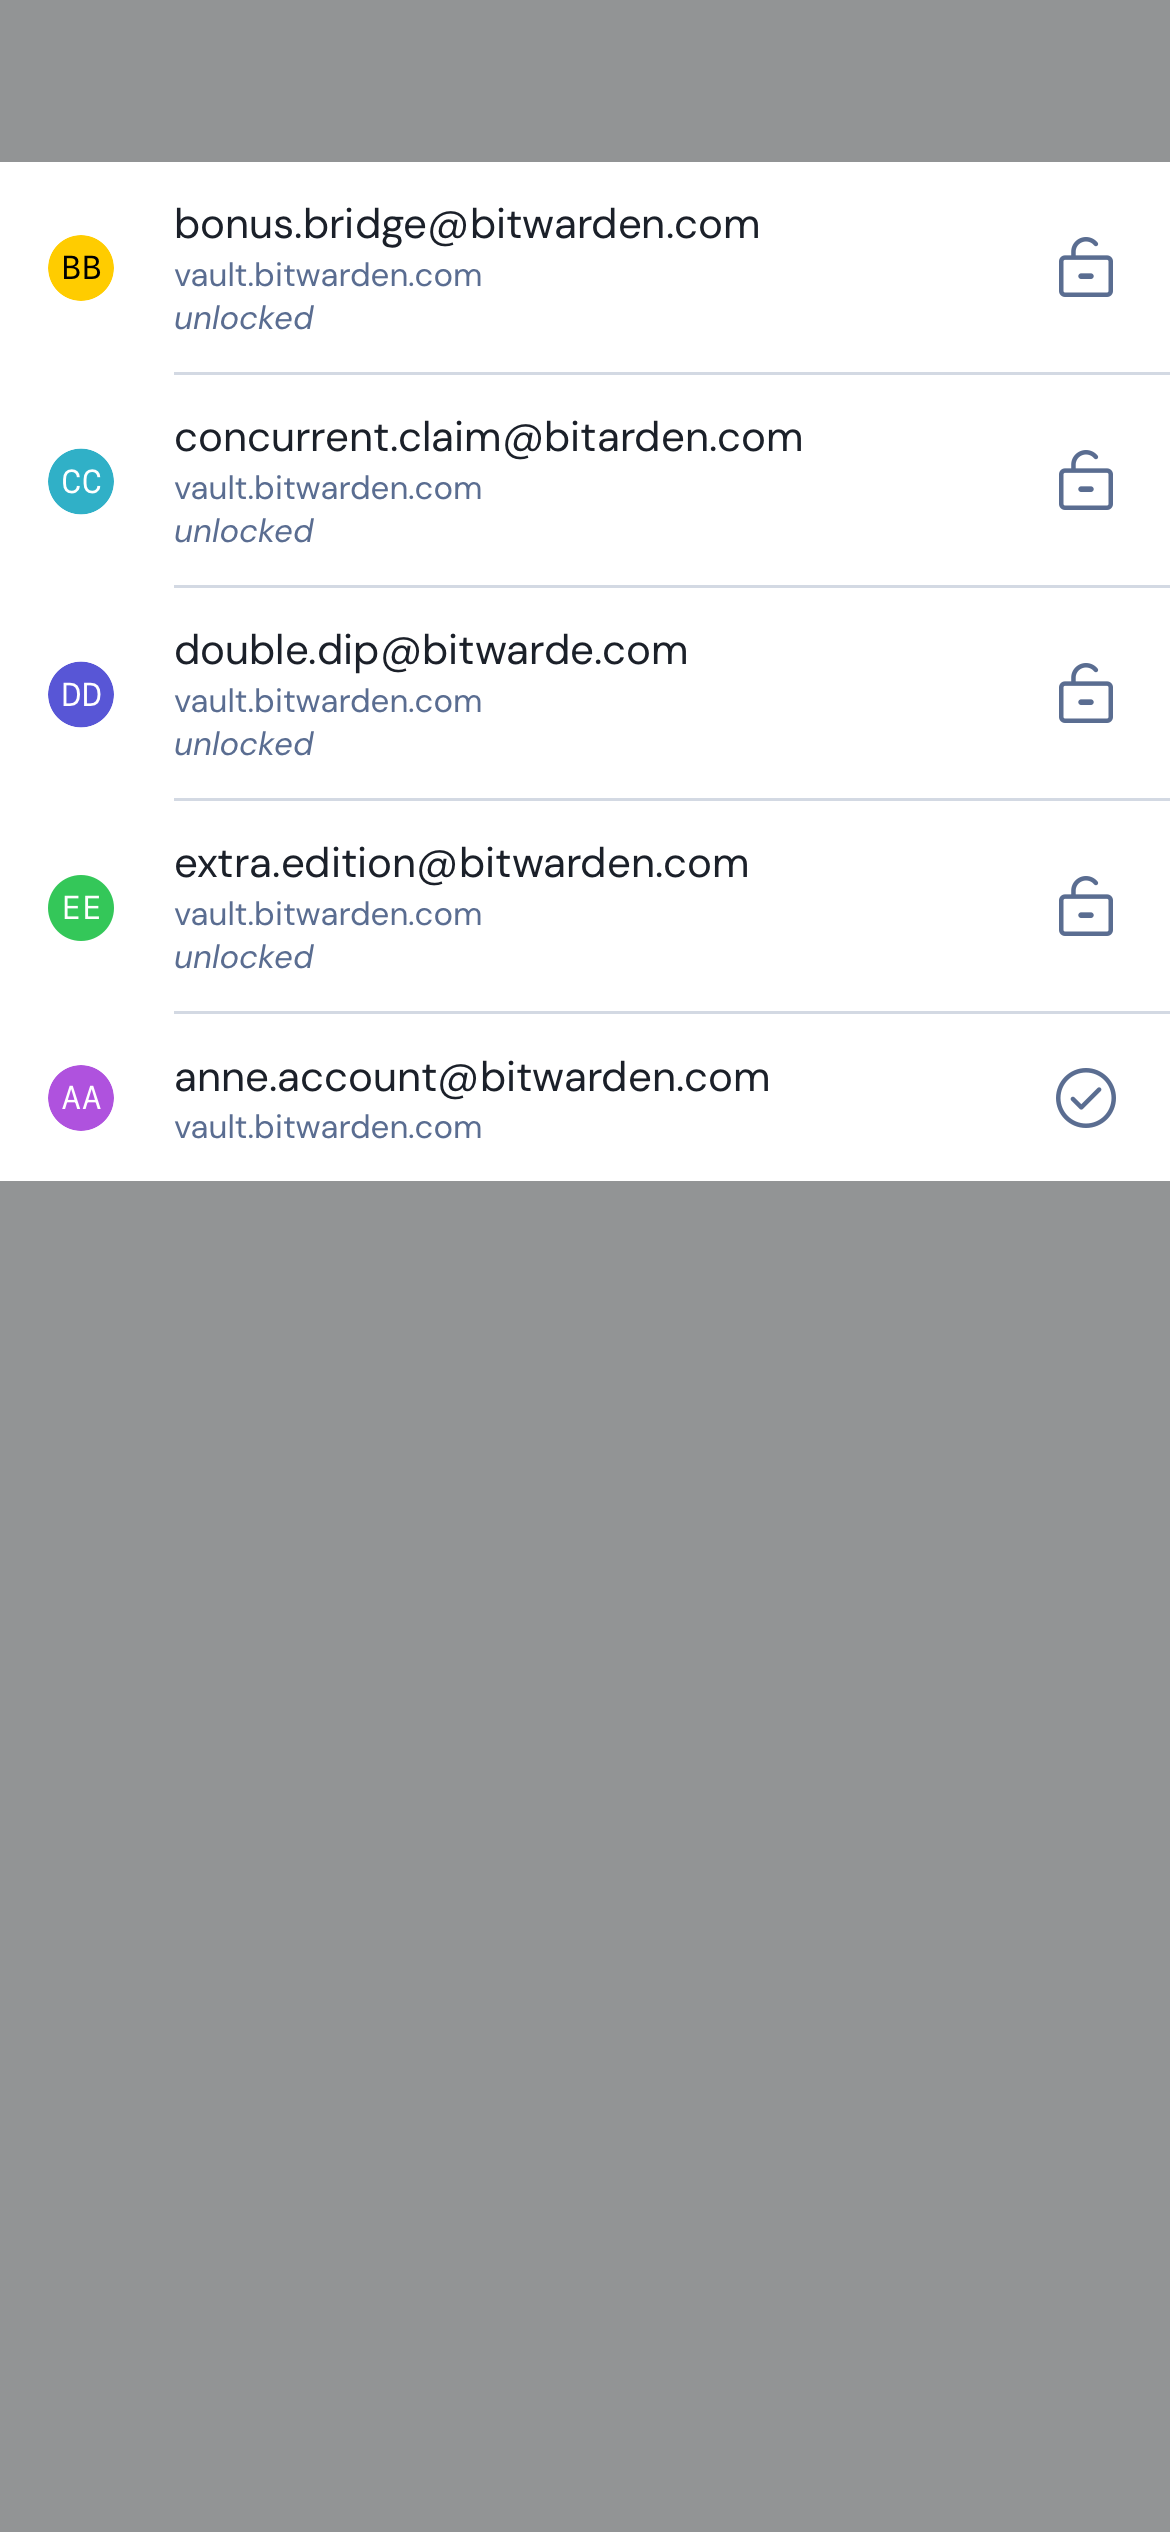 BB
bonus.bridge@bitwarden.com
vault.bitwarden.com
unlocked
CC
concurrent.claim@bitarden.com
vault.bitwarden.com
unlocked
DD
double.dip@bitwarde.com
vault.bitwarden.com
unlocked
EE
extra.edition@bitwarden.com
vault.bitwarden.com
unlocked
AA
anne.account@bitwarden.com
vault.bitwarden.com